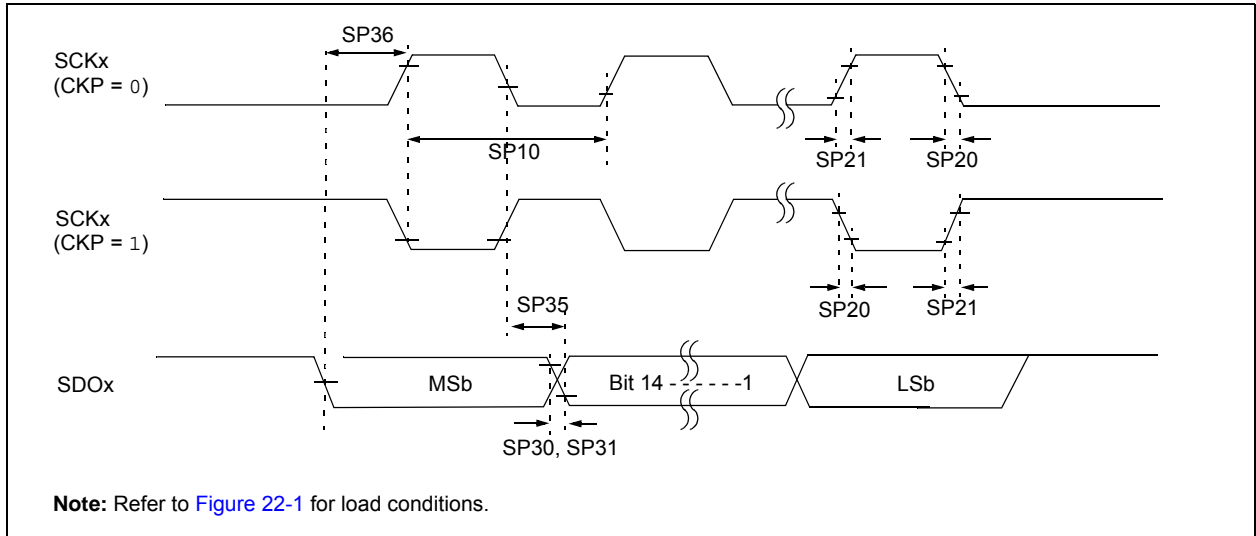 SP36
SCKx
(CKP = 0)
SP10
SP21
SP20
SCKx
(CKP = 1)
SP35
SP20
SP21
SDOx
MSb
Bit 14 - - - - - -1
LSb
SP30, SP31
Note: Refer to Figure 22-1 for load conditions.